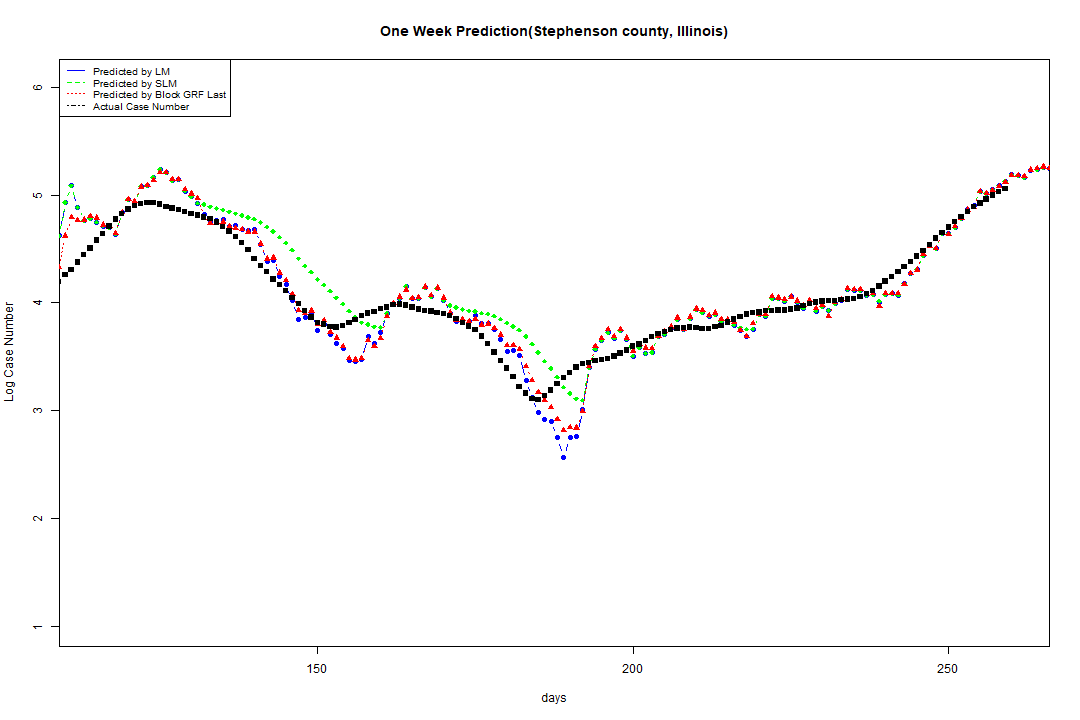 One Week Prediction(Stephenson county, Illinois)
Predicted by LM
Predicted by SLM
Predicted by Block GRF Last
Actual Case Number
6
5
4
3
2
1
Log Case Number
150
200
250
days